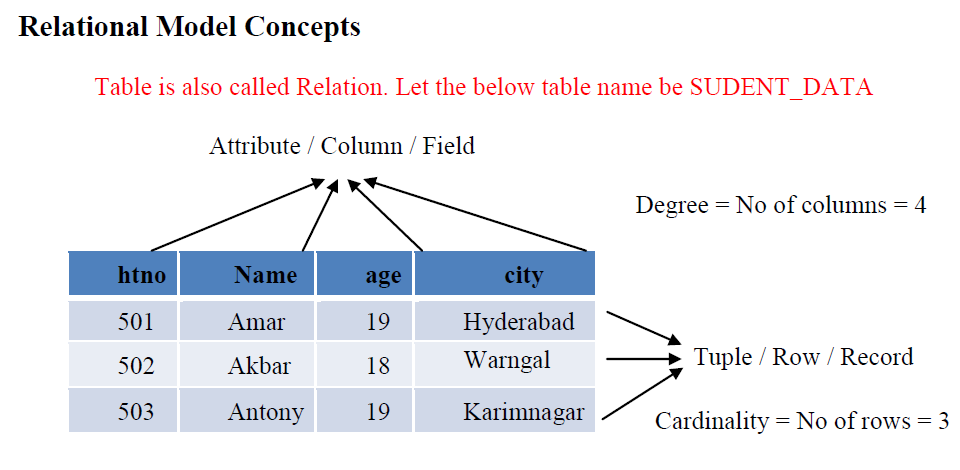 Relational Model Concepts
Table is also called Relation. Let the below table name be SUDENT_DATA
Attribute / Column / Field
Degree = No of columns = 4
htno Name age city
501 Amar 19 Hyderabad
502 Akbar 18 Warngal
Tuple / Row / Record
503 Antony 19 Karimnagar
Cardinality = No of rows = 3